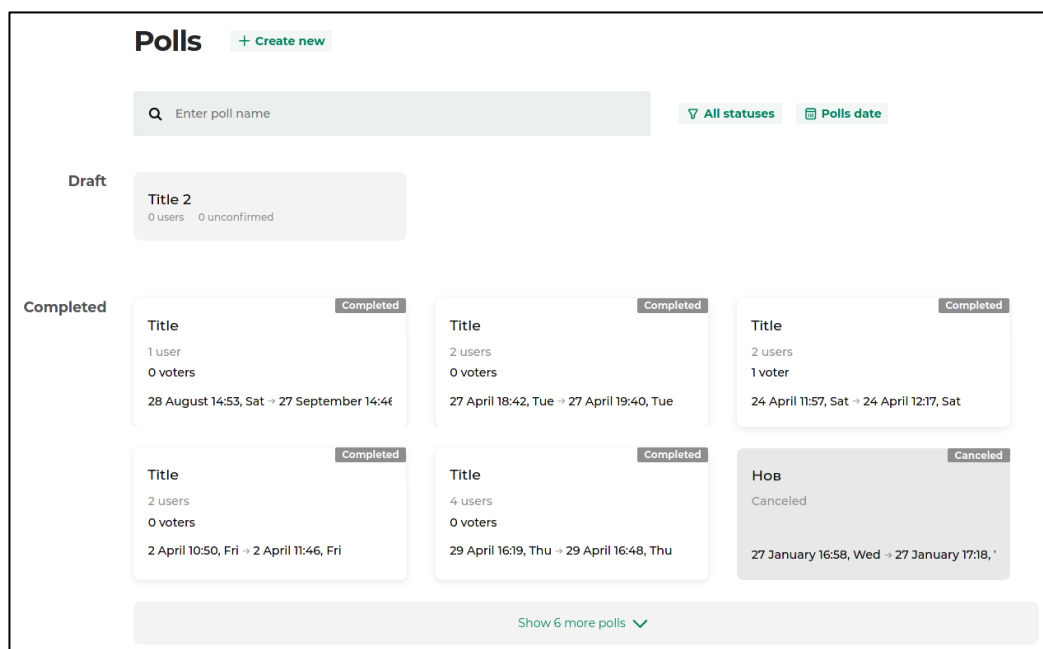 Polls
+ Create new
Enter poll name
All statuses
Polls date
Draft
Title 2
0 users 0 unconfirmed
Completed
Completed
Title
1 user
0 voters
28 August 14:53, Sat → 27 September 14:46
Completed
Title
2 users
0 voters
27 April 18:42, Tue → 27 April 19:40, Tue
Completed
Title
2 users
1 voter
24 April 11:57, Sat → 24 April 12:17, Sat
Completed
Title
2 users
0 voters
2 April 10:50, Fri → 2 April 11:46, Fri
Completed
Title
4 users
0 voters
29 April 16:19, Thu → 29 April 16:48, Thu
Canceled
Нов
Canceled
27 January 16:58, Wed → 27 January 17:18,
Show 6 more polls